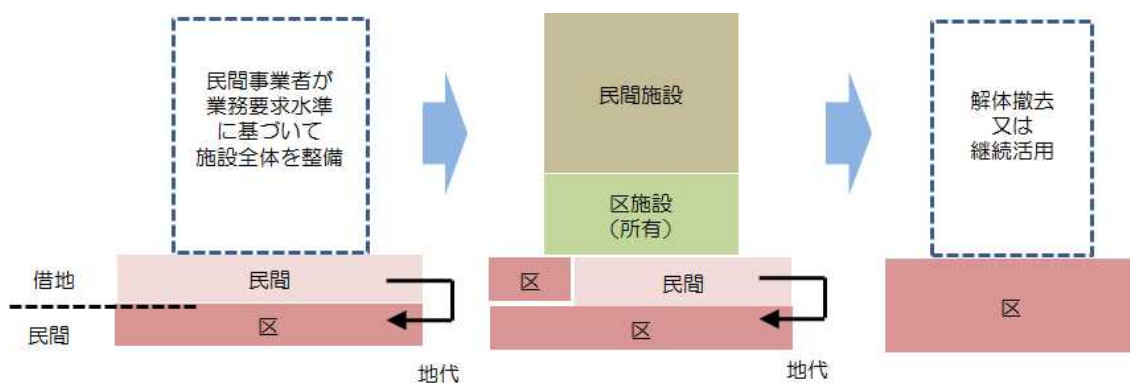 民間事業者が
業務要求水準
に基づいて
施設全体を整備
借地
民間
民間
区
地代
民間施設
区施設
（所有）
区
民間
区
地代
解体撤去
又は
継続活用
区